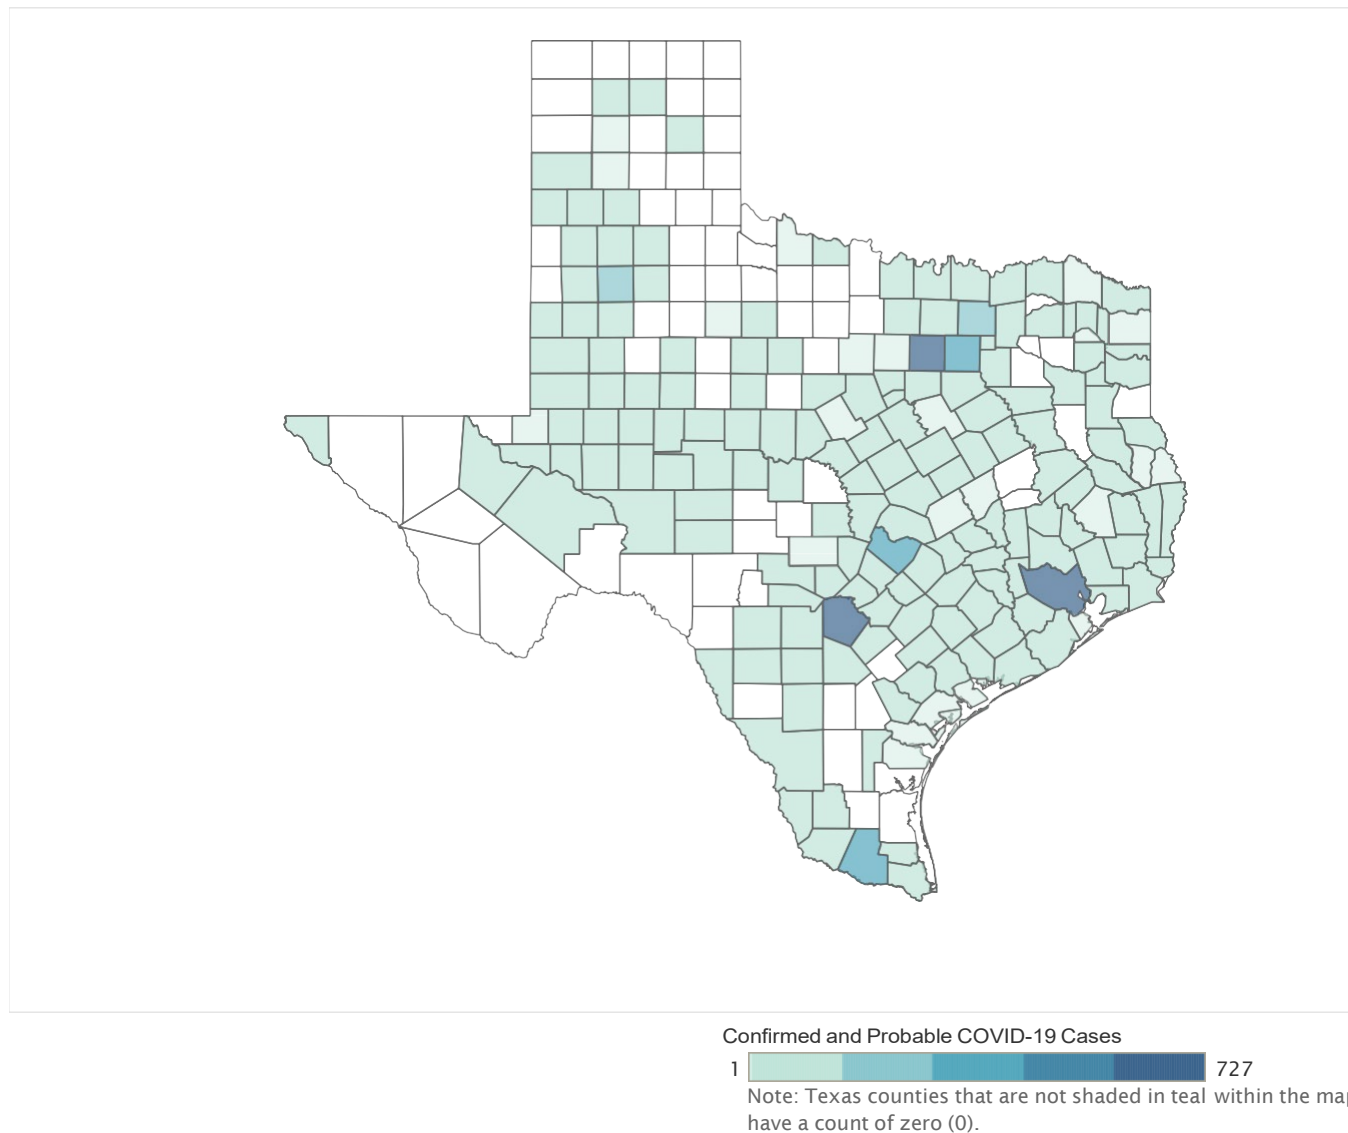 Confirmed and Probable COVID-19 Cases
1 727
Note: Texas counties that are not shaded in teal within the map
have a count of zero (0).